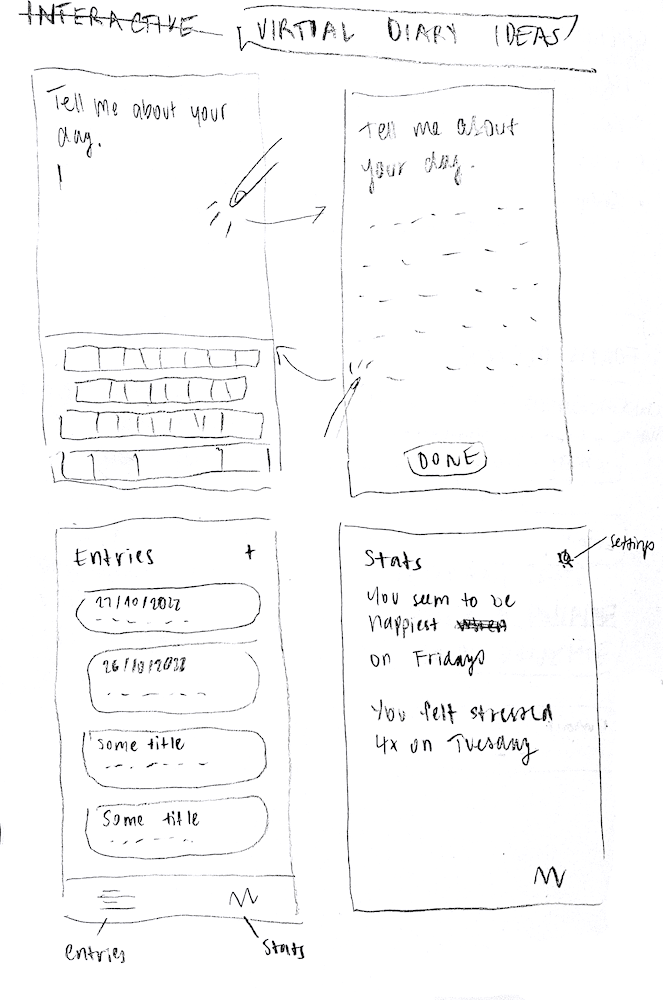 INTERACTIVE VIRTUAL DIARY IDEAS
Tell me about your
day.
Tell me about
your day.
DONE
Entries +
27/10/2022
26/10/2022
Some title
Some title
entries
stats
Stats
settings
You seem to be
happiest when
on Fridays
You felt stressed
4x on Tuesday